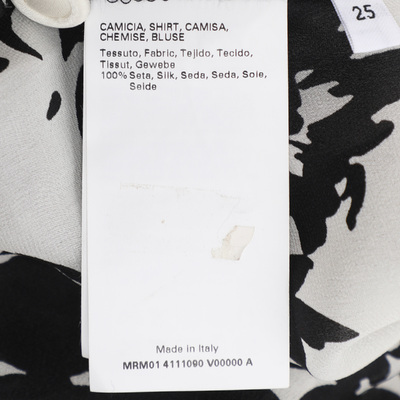 25
CAMICIA, SHIRT, CAMISA,
CHEMISE, BLUSE
Tessuto, Fabric, Tejido, Tecido,
Tissut, Gewebe
100% Seta, Silk, Seda, Seda, Soie,
Seide
Made in Italy
MRM01 4111090 V00000 A